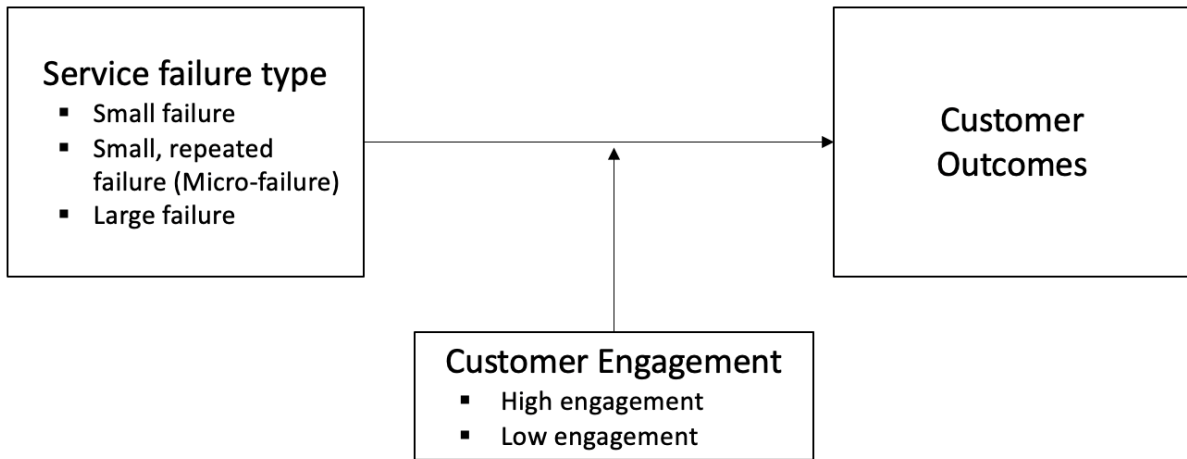 Service failure type
▪ Small failure
▪ Small, repeated
failure (Micro-failure)
▪ Large failure
Customer
Outcomes
Customer Engagement
▪ High engagement
▪ Low engagement